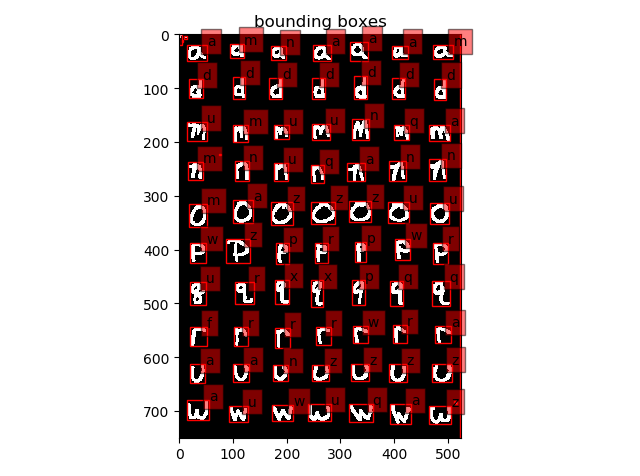 bounding boxes
0
r
a m n a a a m
a a a a a a a
d d d d d d d
100
a a a a a a a
u m u u n q a
m m m m m m m
200
m n u q a n n
n n n n n n n
300
m a z z z u u
o o o o o o o
w z p r p w r
400
p p p p p p p
u r x x p q q
q q q q q q q
500
f r r w r a
r r r r r r r
600
a a n z z z z
u u u u u u u
a u w u q a z
700
w w w w w w w
0 100 200 300 400 500